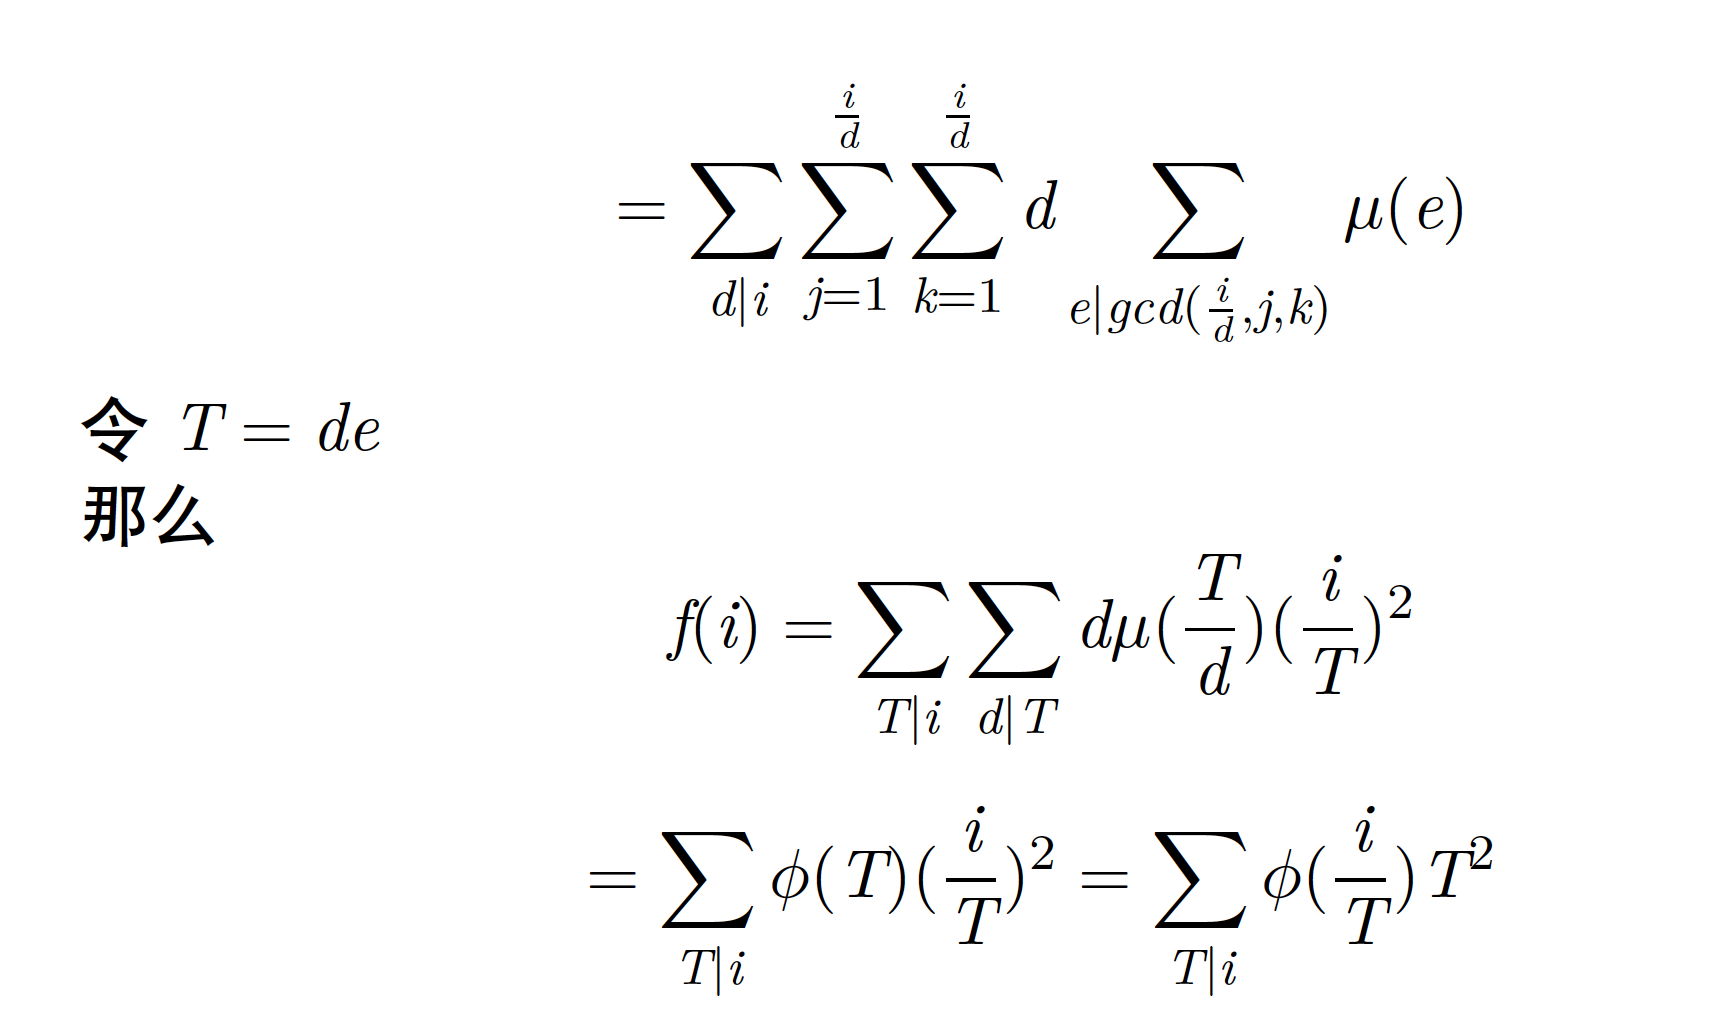 $= \sum_{d|i} \sum_{j=1}^{\frac{i}{d}} \sum_{k=1}^{\frac{i}{d}} d \sum_{e|gcd(\frac{i}{d},j,k)} \mu(e)$
令 $T = de$
那么
$f(i) = \sum_{T|i} \sum_{d|T} d\mu(\frac{T}{d})(\frac{i}{T})^2$
$= \sum_{T|i} \phi(T)(\frac{i}{T})^2 = \sum_{T|i} \phi(\frac{i}{T})T^2$